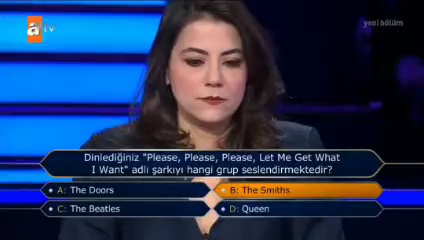 atv
yeni bölüm
Dinlediğiniz "Please, Please, Please, Let Me Get What
I Want" adlı şarkıyı hangi grup seslendirmektedir?
A: The Doors
B: The Smiths
C: The Beatles
D: Queen